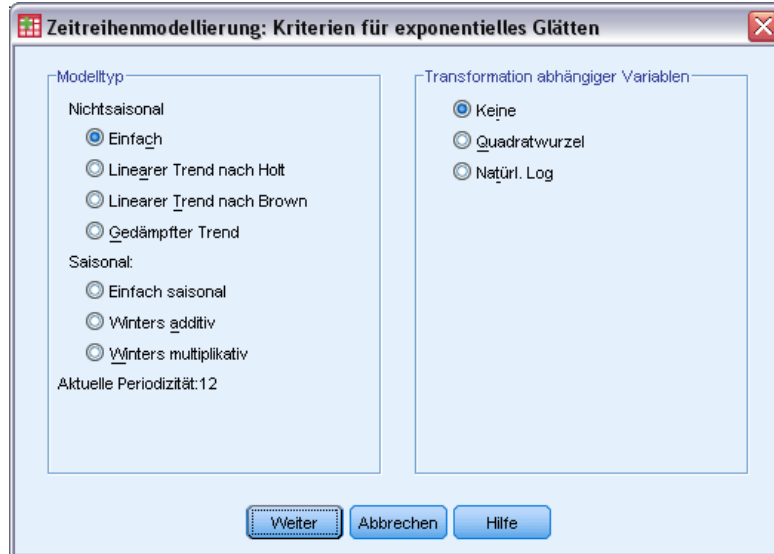 Zeitreihenmodellierung: Kriterien für exponentielles Glätten
Modelltyp
Nichtsaisonal
Einfach
Linearer Trend nach Holt
Linearer Trend nach Brown
Gedämpfter Trend
Saisonal:
Einfach saisonal
Winters additiv
Winters multiplikativ
Aktuelle Periodizität:12
Transformation abhängiger Variablen
Keine
Quadratwurzel
Natürl. Log
Weiter
Abbrechen
Hilfe